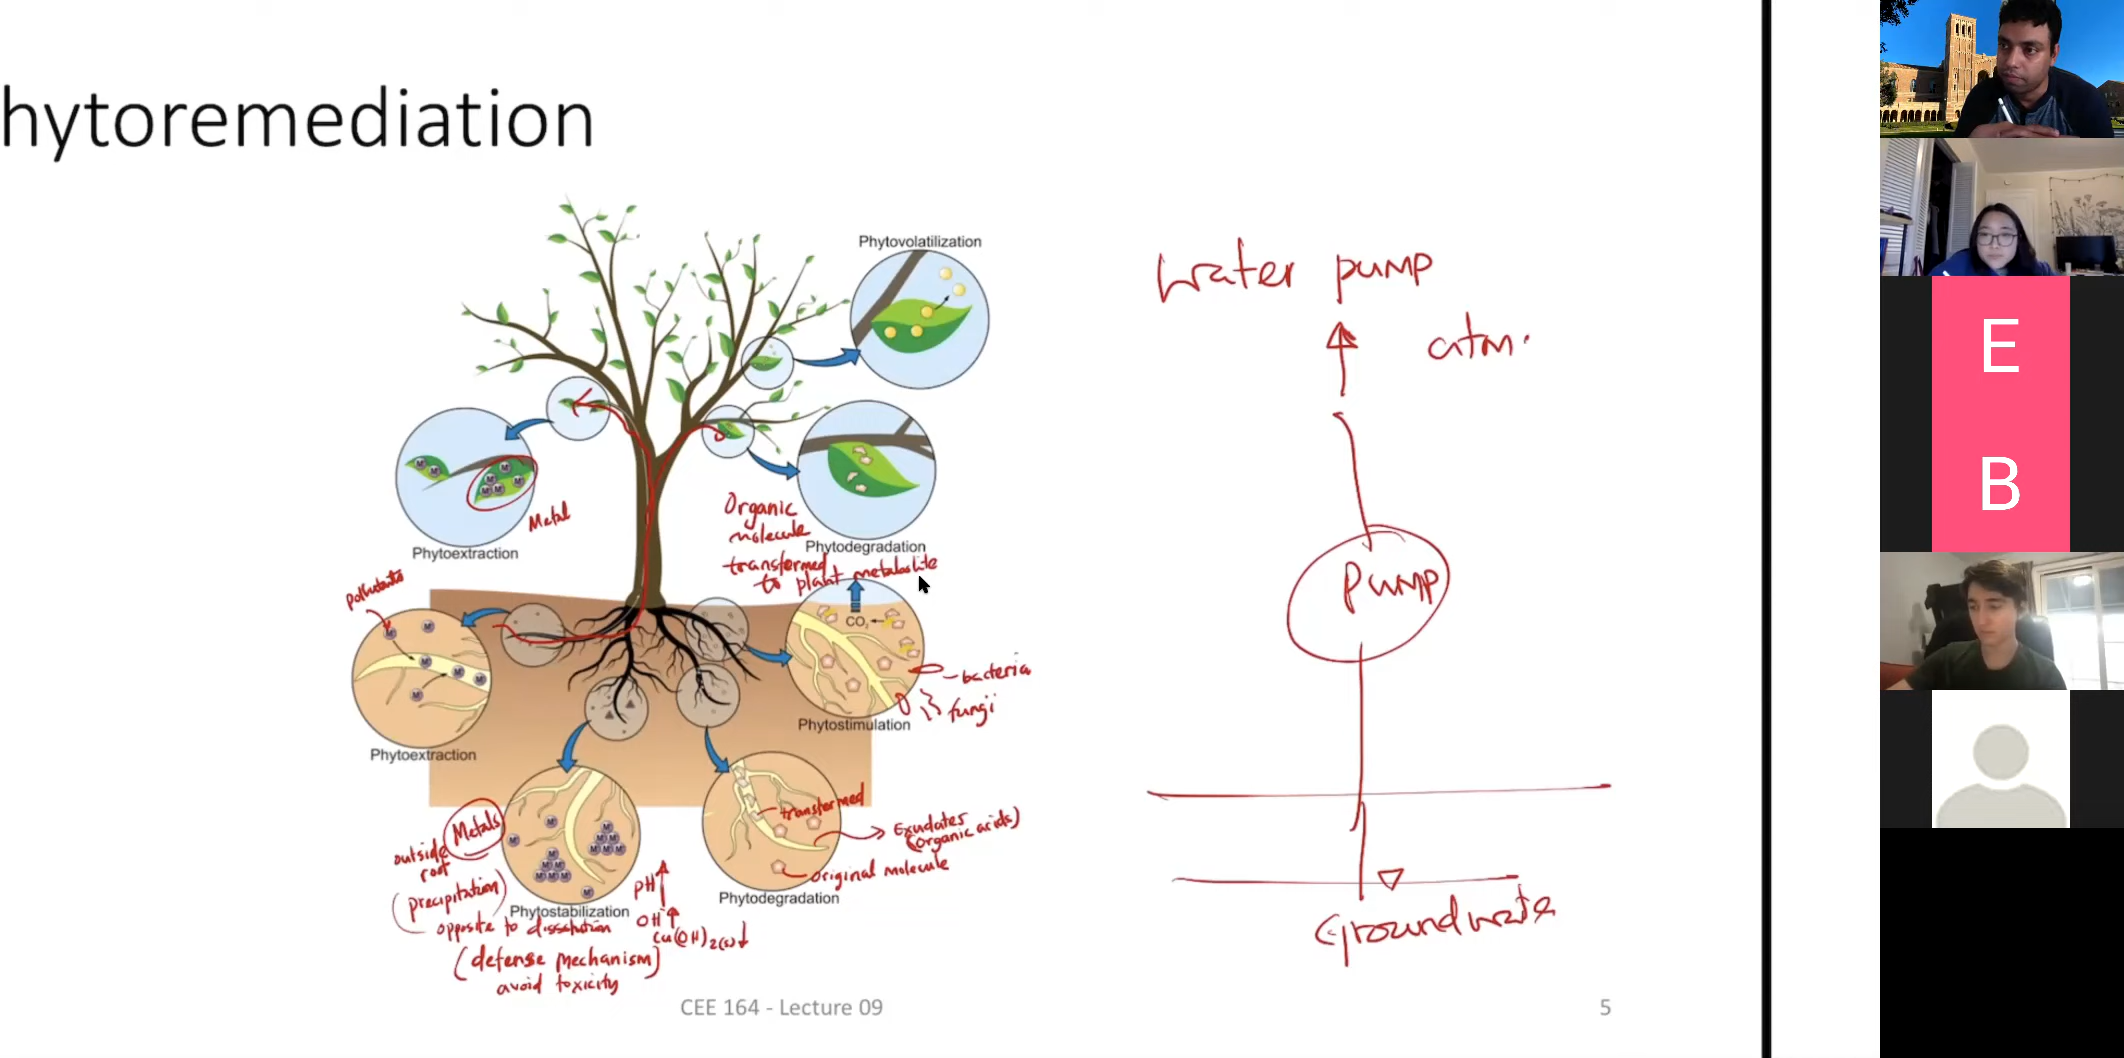 hytoremediation
Phytovolatilization
Water pump
atm.
Metal
Phytoextraction
Organic
molecule
Phytodegradation
transformed
to plant metabolite
pollutants
CO₂
Pump
bacteria
fungi
Phytostimulation
Phytoextraction
M M M M M M
Metals
outside
root
(precipitation)
opposite to dissolution
(defense mechanism)
avoid toxicity
Phytostabilization
pH↑
OH⁻↑
Cu(OH)₂(s)↓
transformed
Exudates
(organic acids)
original molecule
Phytodegradation
Groundwate
CEE 164 - Lecture 09
5
E
B